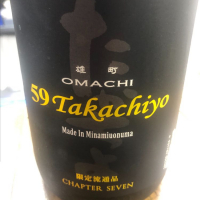 雄町
OMACHI
59 Takachiyo
Made In Minamiuonuma
限定流通品
CHAPTER SEVEN